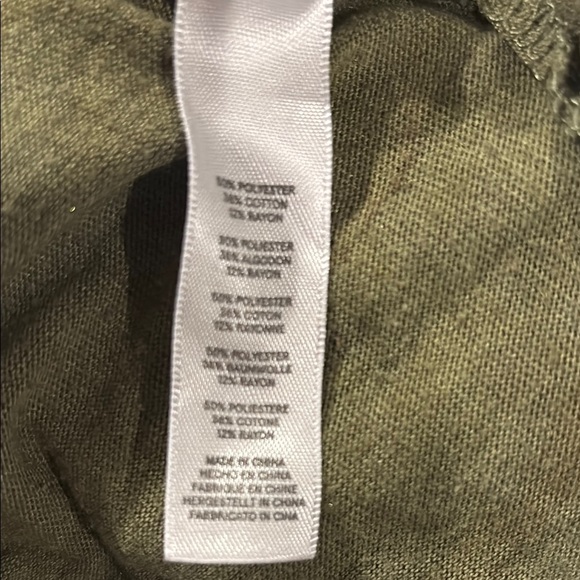 50% POLYESTER
38% COTTON
12% RAYON
50% POLIESTER
38% ALGODON
12% RAYON
50% POLYESTER
38% COTON
12% RAYONNE
50% POLYESTER
38% BAUMWOLLE
12% RAYON
50% POLIESTERE
38% COTONE
12% RAYON
MADE IN CHINA
HECHO EN CHINA
FABRIQUE EN CHINE
HERGESTELLT IN CHINA
FABBRICATO IN CINA